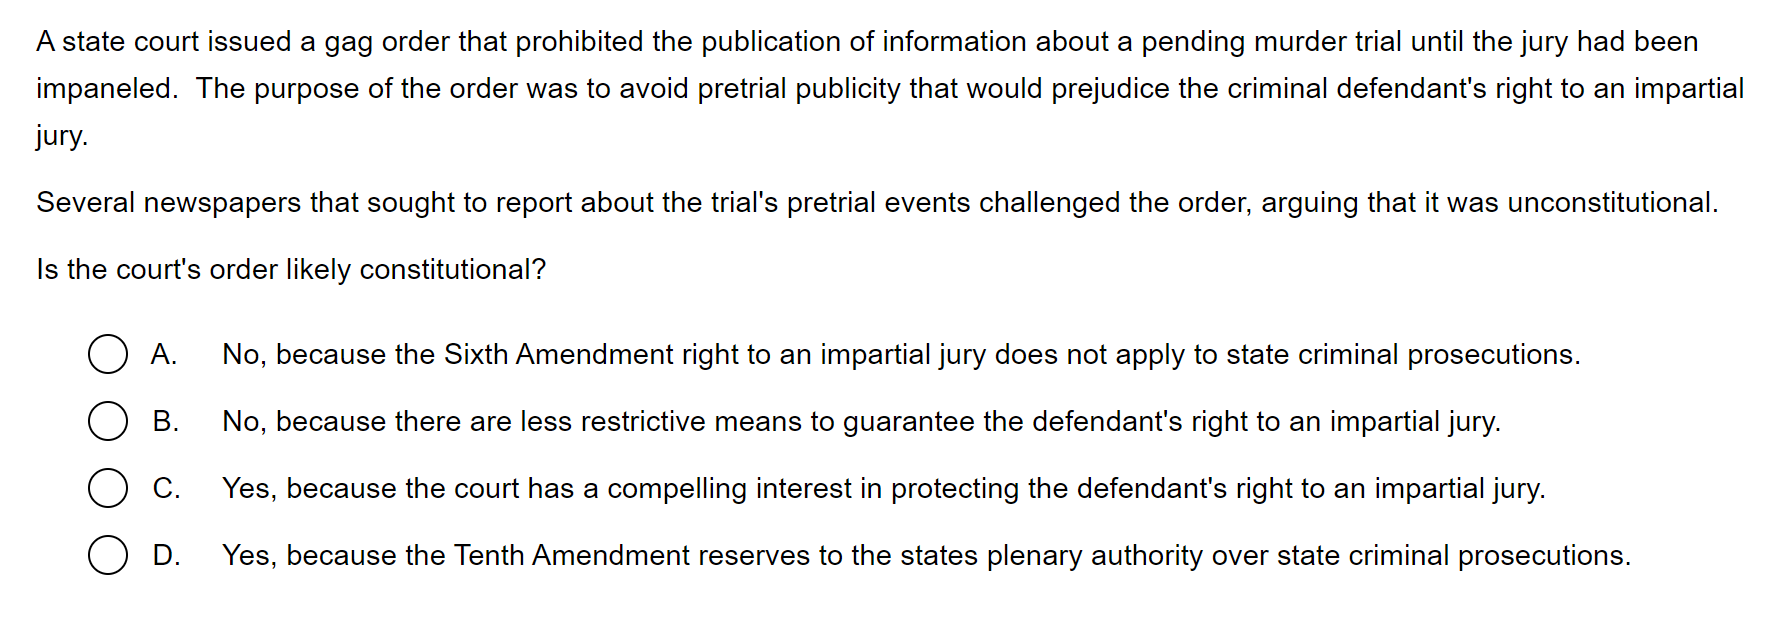 A state court issued a gag order that prohibited the publication of information about a pending murder trial until the jury had been
impaneled.  The purpose of the order was to avoid pretrial publicity that would prejudice the criminal defendant's right to an impartial
jury.
Several newspapers that sought to report about the trial's pretrial events challenged the order, arguing that it was unconstitutional.
Is the court's order likely constitutional?
A. No, because the Sixth Amendment right to an impartial jury does not apply to state criminal prosecutions.
B. No, because there are less restrictive means to guarantee the defendant's right to an impartial jury.
C. Yes, because the court has a compelling interest in protecting the defendant's right to an impartial jury.
D. Yes, because the Tenth Amendment reserves to the states plenary authority over state criminal prosecutions.